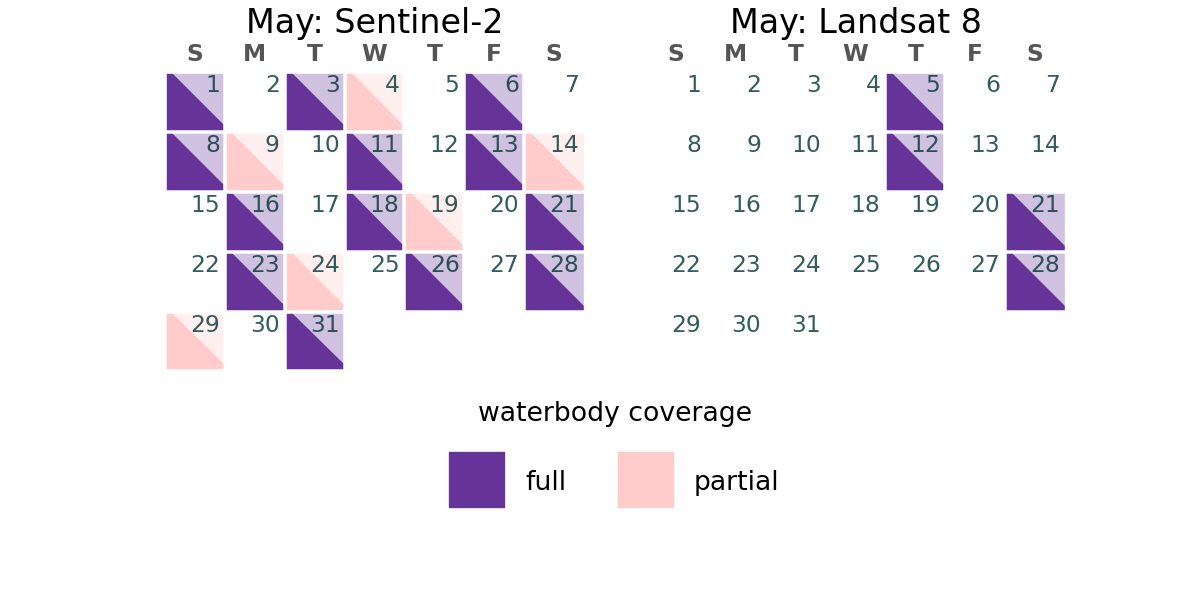 May: Sentinel-2
S M T W T F S
1 2 3 4 5 6 7
8 9 10 11 12 13 14
15 16 17 18 19 20 21
22 23 24 25 26 27 28
29 30 31
May: Landsat 8
S M T W T F S
1 2 3 4 5 6 7
8 9 10 11 12 13 14
15 16 17 18 19 20 21
22 23 24 25 26 27 28
29 30 31
waterbody coverage
full partial